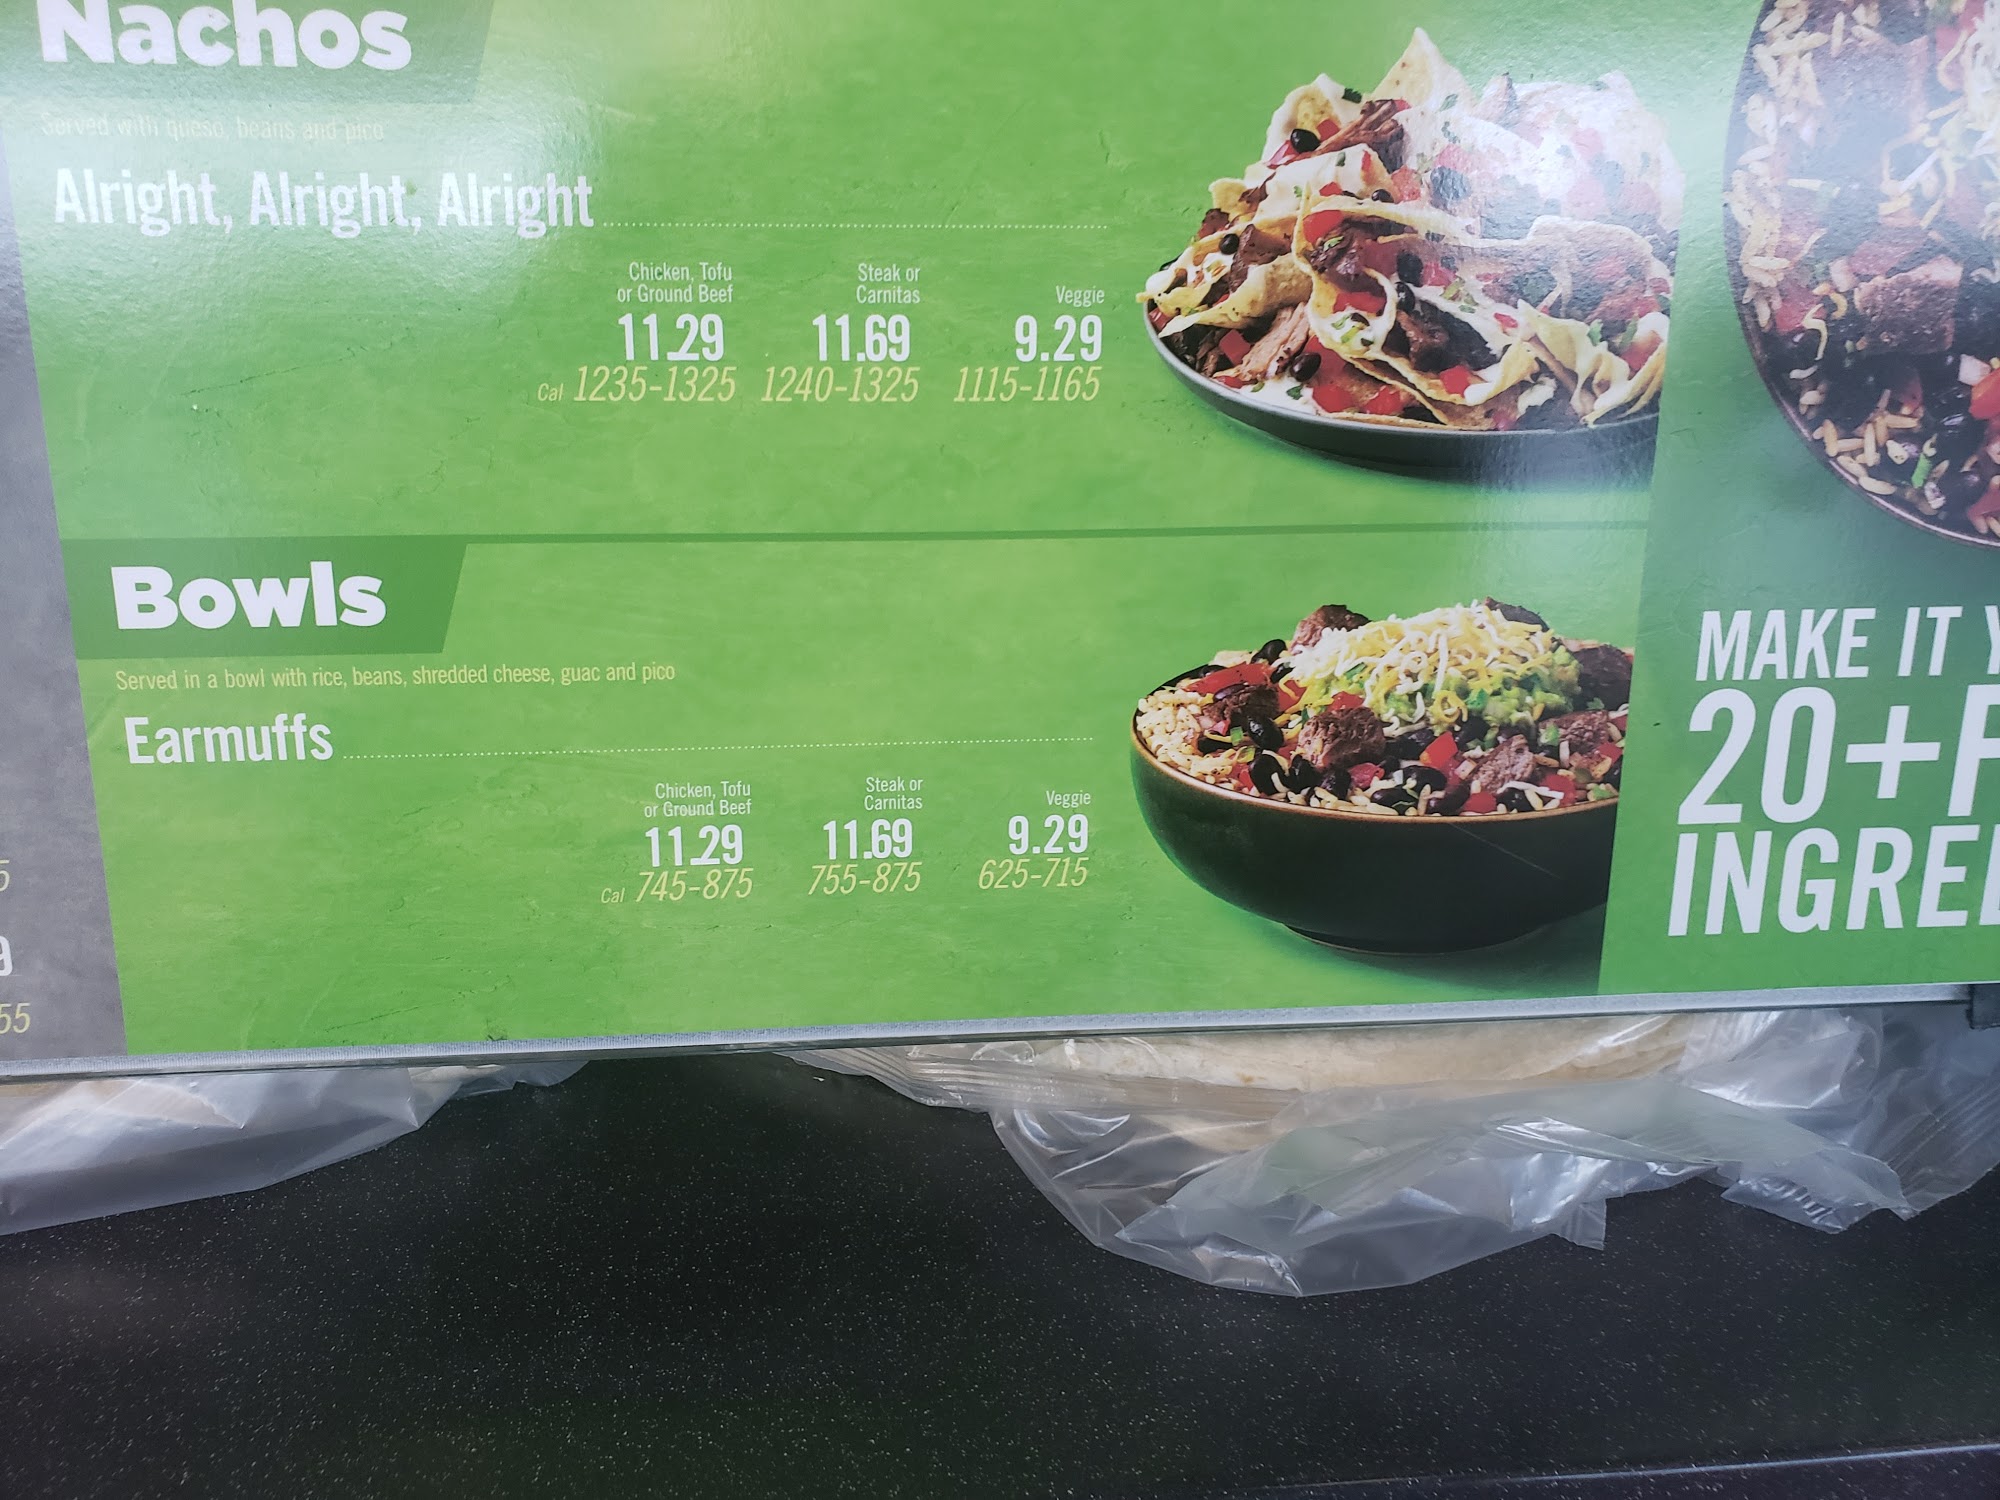 Nachos
Served with queso, beans and pico
Alright, Alright, Alright
Chicken, Tofu
or Ground Beef
Steak or
Carnitas
Veggie
11.29 11.69 9.29
Cal 1235-1325 1240-1325 1115-1165
Bowls
Served in a bowl with rice, beans, shredded cheese, guac and pico
Earmuffs
Chicken, Tofu
or Ground Beef
Steak or
Carnitas
Veggie
11.29 11.69 9.29
Cal 745-875 755-875 625-715
MAKE IT
20+
55